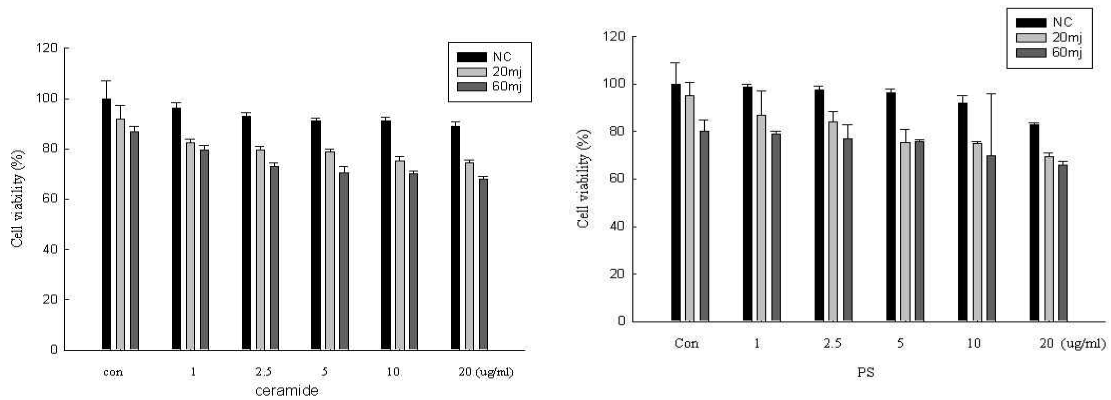 NC
20mj
60mj
Cell viability (%)
120
100
80
60
40
20
0
con 1 2.5 5 10 20 (ug/ml)
ceramide
NC
20mj
60mj
Cell viability (%)
120
100
80
60
40
20
0
Con 1 2.5 5 10 20 (ug/ml)
PS